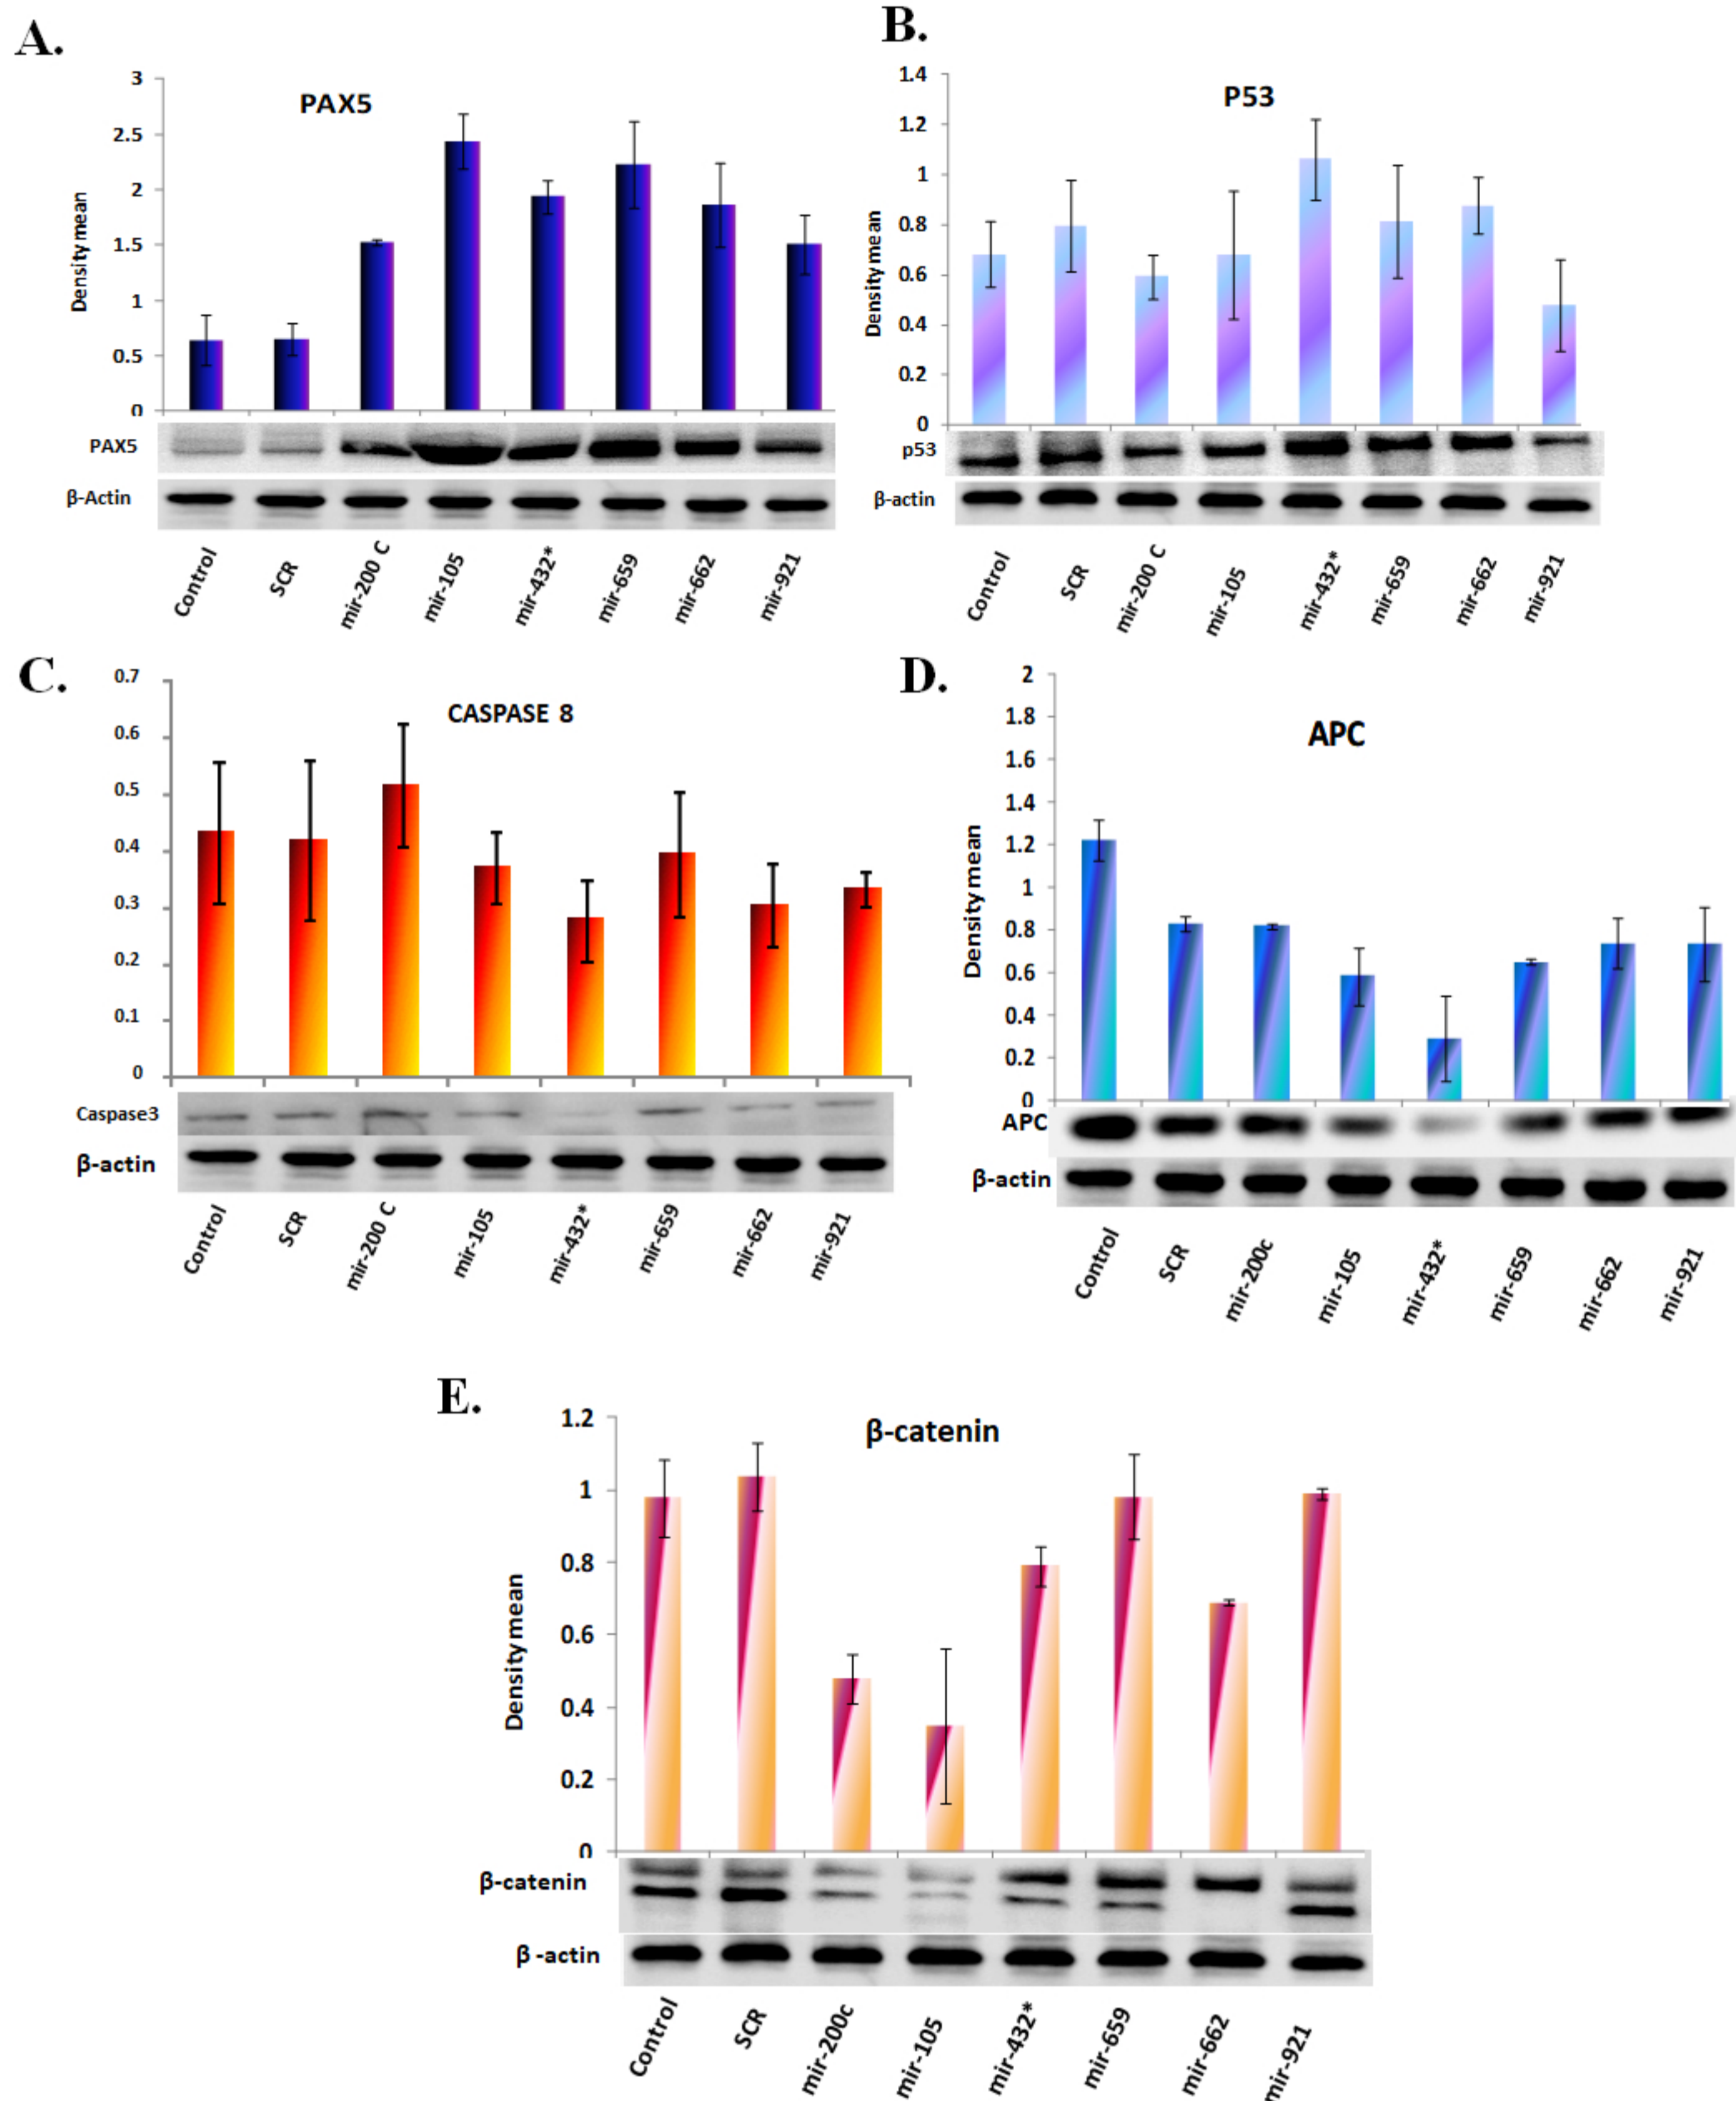 A.
PAX5
3
2.5
2
1.5
1
0.5
0
Density mean
PAX5
β-Actin
Control
SCR
mir-200 C
mir-105
mir-432*
mir-659
mir-662
mir-921
B.
P53
1.4
1.2
1
0.8
0.6
0.4
0.2
0
Density mean
p53
β-actin
Control
SCR
mir-200 C
mir-105
mir-432*
mir-659
mir-662
mir-921
C.
CASPASE 8
0.7
0.6
0.5
0.4
0.3
0.2
0.1
0
Caspase3
β-actin
Control
SCR
mir-200 C
mir-105
mir-432*
mir-659
mir-662
mir-921
D.
APC
2
1.8
1.6
1.4
1.2
1
0.8
0.6
0.4
0.2
0
Density mean
APC
β-actin
Control
SCR
mir-200c
mir-105
mir-432*
mir-659
mir-662
mir-921
E.
β-catenin
1.2
1
0.8
0.6
0.4
0.2
0
Density mean
β-catenin
β -actin
Control
SCR
mir-200c
mir-105
mir-432*
mir-659
mir-662
mir-921